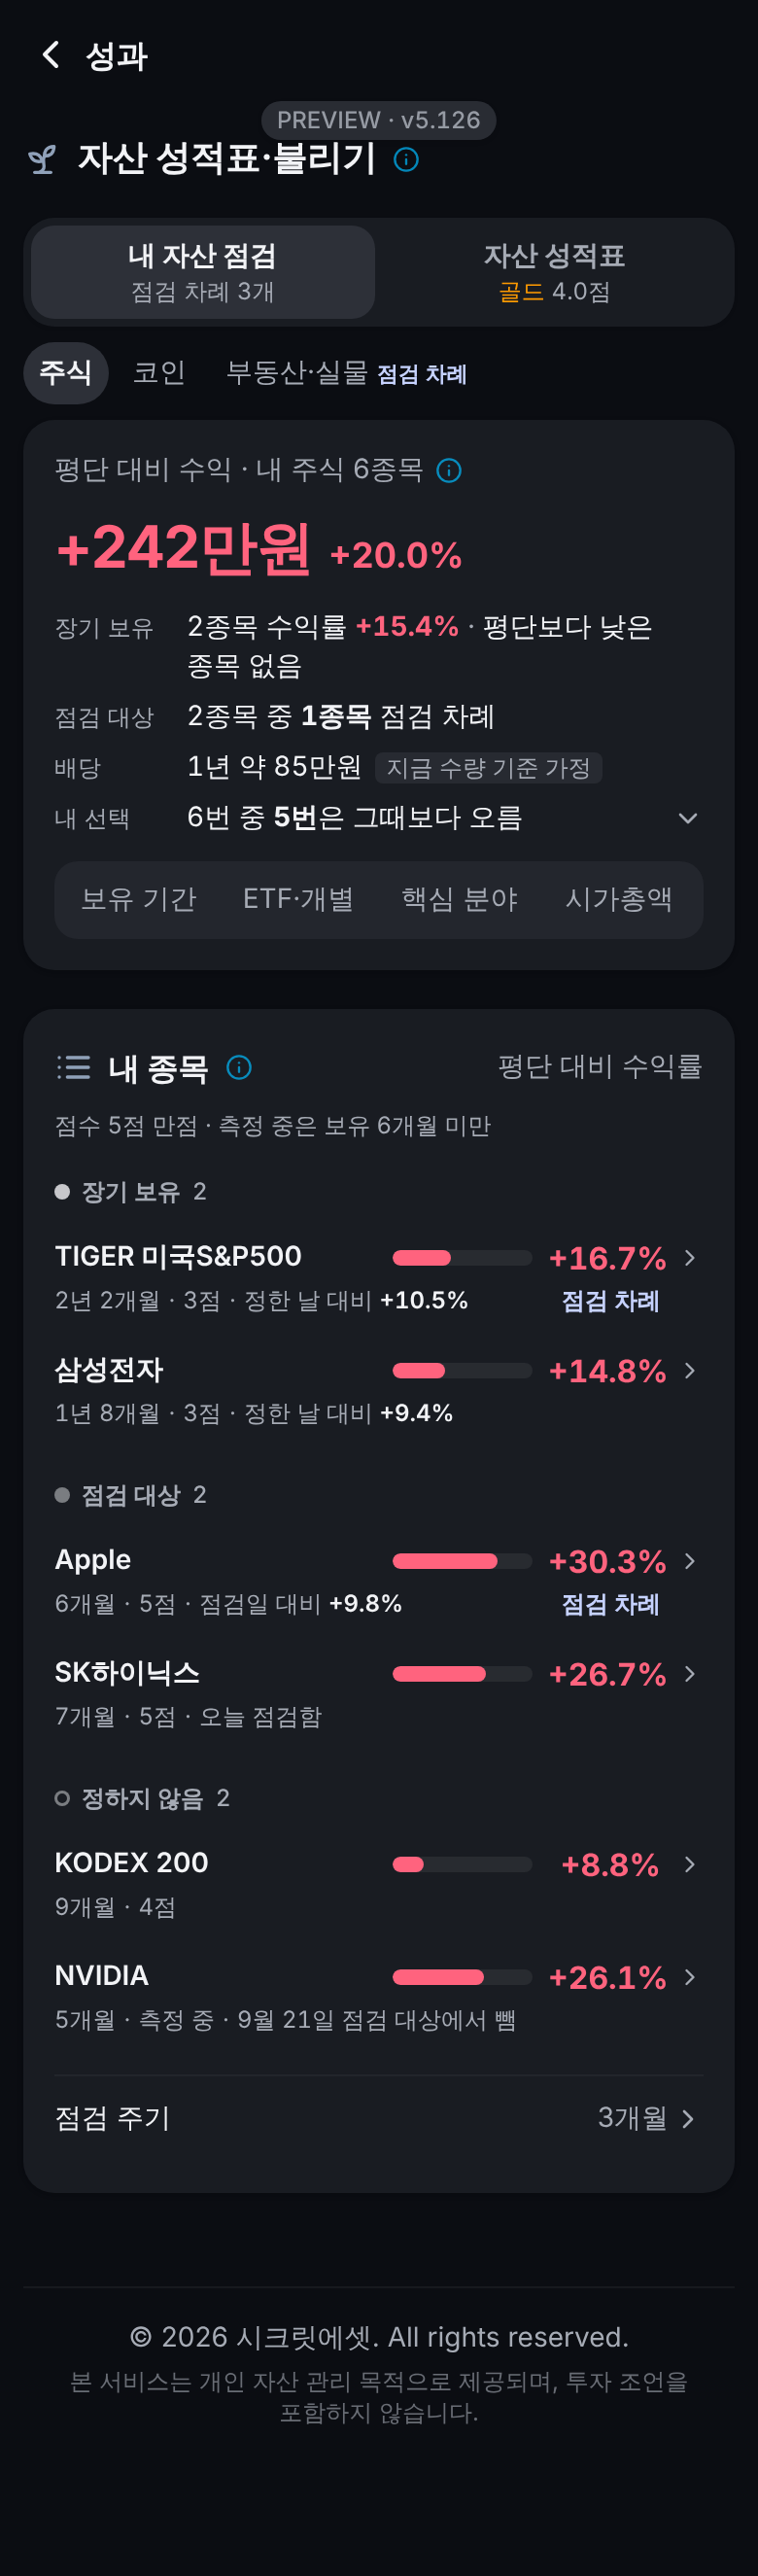 성과
PREVIEW · v5.126
자산 성적표·불리기
내 자산 점검
점검 차례 3개
자산 성적표
골드 4.0점
주식 코인 부동산·실물 점검 차례
평단 대비 수익 · 내 주식 6종목
+242만원 +20.0%
장기 보유 2종목 수익률 +15.4% · 평단보다 낮은
종목 없음
점검 대상 2종목 중 1종목 점검 차례
배당 1년 약 85만원 지금 수량 기준 가정
내 선택 6번 중 5번은 그때보다 오름
보유 기간 ETF·개별 핵심 분야 시가총액
내 종목 평단 대비 수익률
점수 5점 만점 · 측정 중은 보유 6개월 미만
장기 보유 2
TIGER 미국S&P500 +16.7%
2년 2개월 · 3점 · 정한 날 대비 +10.5% 점검 차례
삼성전자 +14.8%
1년 8개월 · 3점 · 정한 날 대비 +9.4%
점검 대상 2
Apple +30.3%
6개월 · 5점 · 점검일 대비 +9.8% 점검 차례
SK하이닉스 +26.7%
7개월 · 5점 · 오늘 점검함
정하지 않음 2
KODEX 200 +8.8%
9개월 · 4점
NVIDIA +26.1%
5개월 · 측정 중 · 9월 21일 점검 대상에서 뺌
점검 주기 3개월
© 2026 시크릿에셋. All rights reserved.
본 서비스는 개인 자산 관리 목적으로 제공되며, 투자 조언을
포함하지 않습니다.